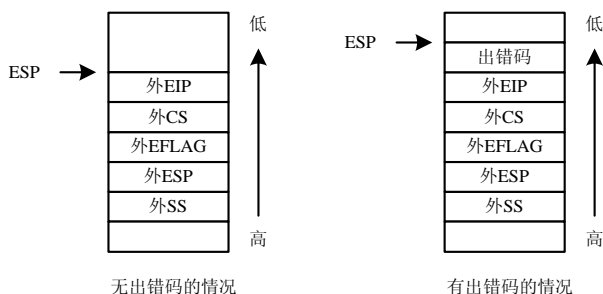 低
ESP
外EIP
外CS
外EFLAG
外ESP
外SS
高
无出错码的情况
低
ESP
出错码
外EIP
外CS
外EFLAG
外ESP
外SS
高
有出错码的情况